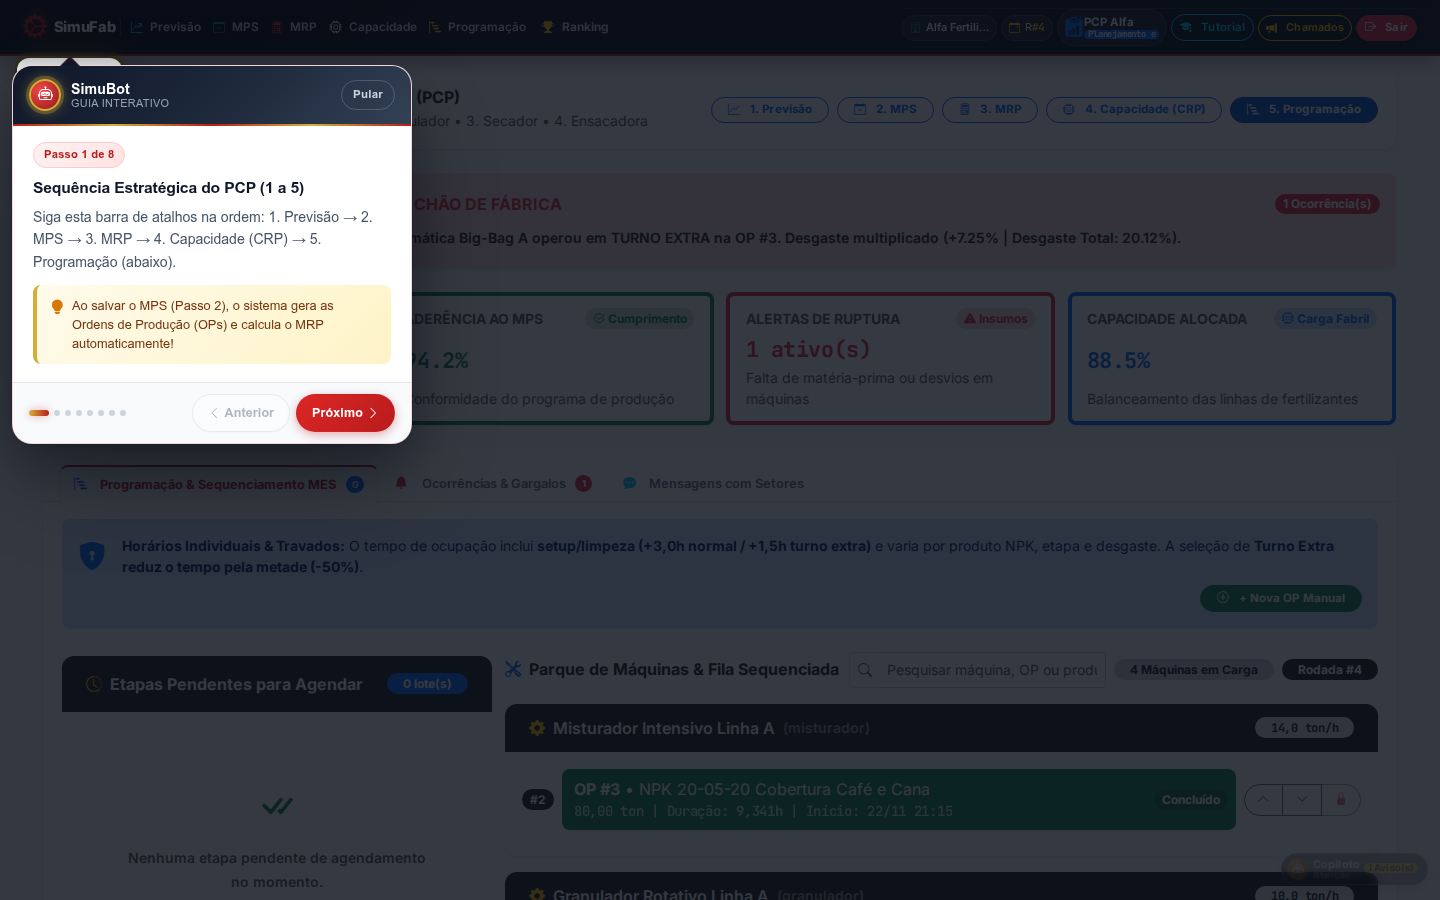 SimuFab
Previsão
MPS
MRP
Capacidade
Programação
Ranking
Alfa Fertili...
R#4
PCP Alfa
Planejamento e
Tutorial
Chamados
Sair
SimuBot
GUIA INTERATIVO
Pular
Passo 1 de 8
Sequência Estratégica do PCP (1 a 5)
Siga esta barra de atalhos na ordem: 1. Previsão → 2.
MPS → 3. MRP → 4. Capacidade (CRP) → 5.
Programação (abaixo).
Ao salvar o MPS (Passo 2), o sistema gera as
Ordens de Produção (OPs) e calcula o MRP
automaticamente!
Anterior
Próximo
(PCP)
ulador • 3. Secador • 4. Ensacadora
1. Previsão
2. MPS
3. MRP
4. Capacidade (CRP)
5. Programação
CHÃO DE FÁBRICA
1 Ocorrência(s)
mática Big-Bag A operou em TURNO EXTRA na OP #3. Desgaste multiplicado (+7.25% | Desgaste Total: 20.12%).
DERÊNCIA AO MPS
Cumprimento
94.2%
onformidade do programa de produção
ALERTAS DE RUPTURA
Insumos
1 ativo(s)
Falta de matéria-prima ou desvios em
máquinas
CAPACIDADE ALOCADA
Carga Fabril
88.5%
Balanceamento das linhas de fertilizantes
Programação & Sequenciamento MES 0
Ocorrências & Gargalos 1
Mensagens com Setores
Horários Individuais & Travados: O tempo de ocupação inclui setup/limpeza (+3,0h normal / +1,5h turno extra) e varia por produto NPK, etapa e desgaste. A seleção de Turno Extra
reduz o tempo pela metade (-50%).
+ Nova OP Manual
Etapas Pendentes para Agendar
0 lote(s)
Nenhuma etapa pendente de agendamento
no momento.
Parque de Máquinas & Fila Sequenciada
Pesquisar máquina, OP ou produ
4 Máquinas em Carga
Rodada #4
Misturador Intensivo Linha A (misturador)
14,0 ton/h
#2
OP #3 • NPK 20-05-20 Cobertura Café e Cana
80,00 ton | Duração: 9,341h | Início: 22/11 21:15
Concluído
Granulador Rotativo Linha A (granulador)
10,0 ton/h
Copiloto
1 Aviso(s)